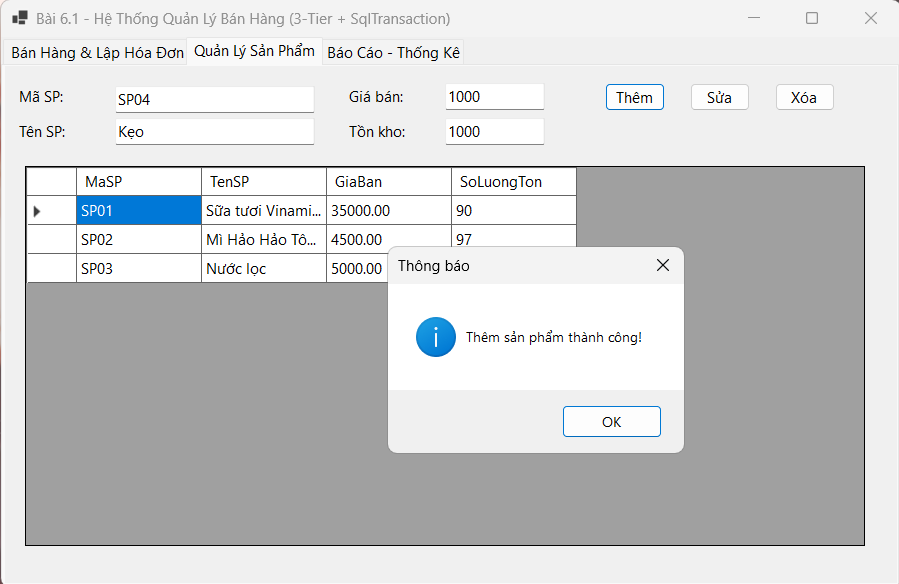 Bài 6.1 - Hệ Thống Quản Lý Bán Hàng (3-Tier + SqlTransaction)
Bán Hàng & Lập Hóa Đơn Quản Lý Sản Phẩm Báo Cáo - Thống Kê
Mã SP: SP04 Giá bán: 1000 Thêm Sửa Xóa
Tên SP: Kẹo Tồn kho: 1000
MaSP TenSP GiaBan SoLuongTon
SP01 Sữa tươi Vinami... 35000.00 90
SP02 Mì Hảo Hảo Tô... 4500.00 97
SP03 Nước lọc 5000.00
Thông báo
Thêm sản phẩm thành công!
OK